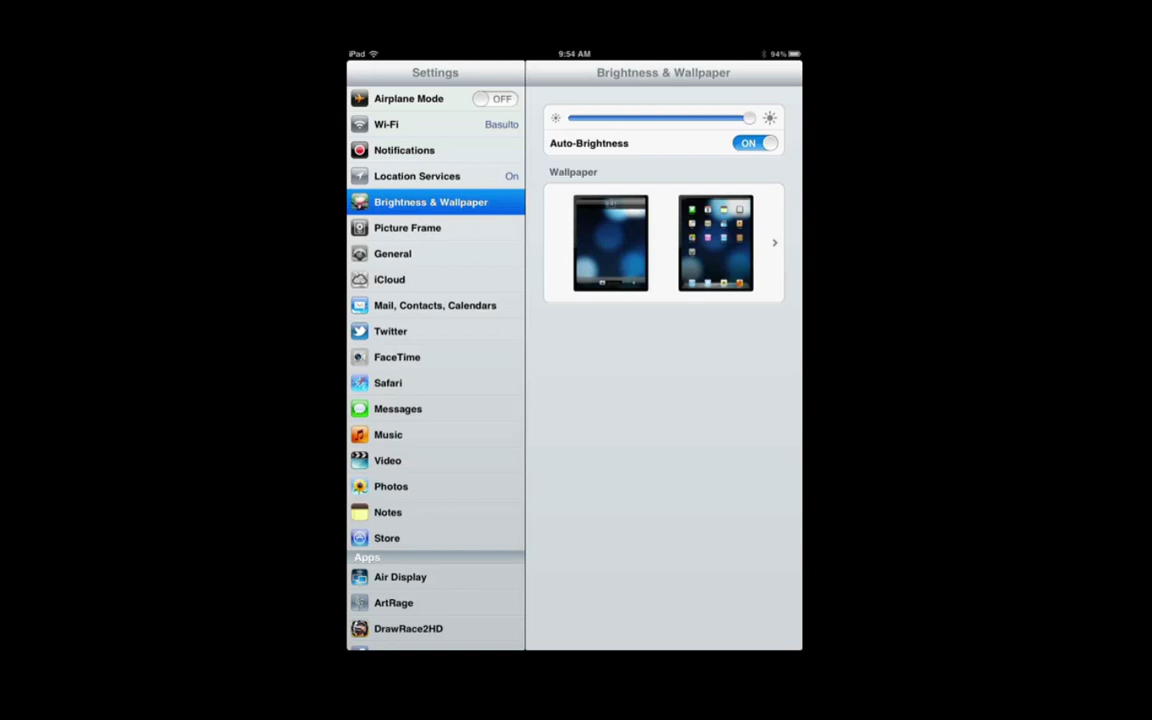 iPad 9:54 AM 94%
Settings
Brightness & Wallpaper
Airplane Mode OFF
Wi-Fi Basulto
Notifications
Location Services On
Brightness & Wallpaper
Picture Frame
General
iCloud
Mail, Contacts, Calendars
Twitter
FaceTime
Safari
Messages
Music
Video
Photos
Notes
Store
Apps
Air Display
ArtRage
DrawRace2HD
Auto-Brightness ON
Wallpaper